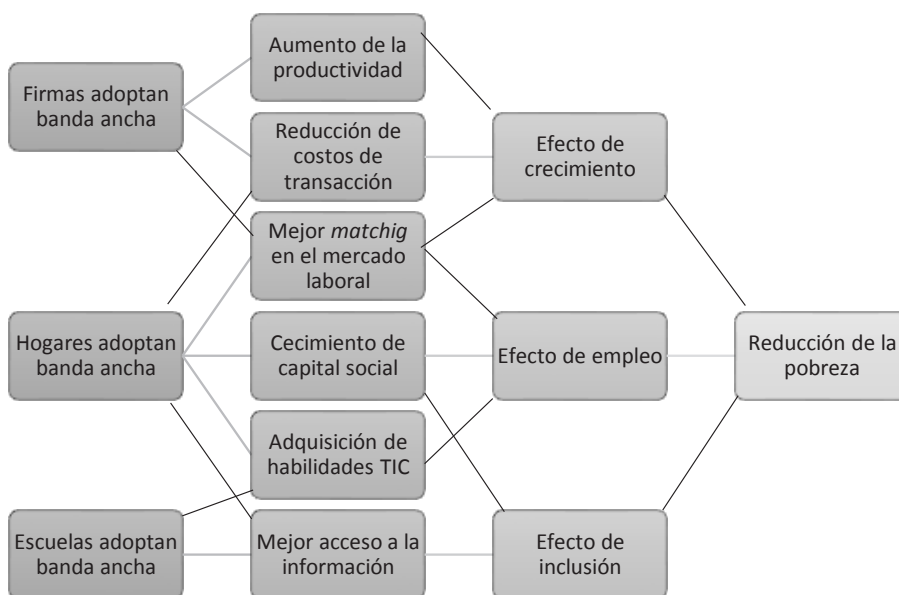 Firmas adoptan
banda ancha
Hogares adoptan
banda ancha
Escuelas adoptan
banda ancha
Aumento de la
productividad
Reducción de
costos de
transacción
Mejor matchig
en el mercado
laboral
Cecimiento de
capital social
Adquisición de
habilidades TIC
Mejor acceso a la
información
Efecto de
crecimiento
Efecto de empleo
Efecto de
inclusión
Reducción de la
pobreza